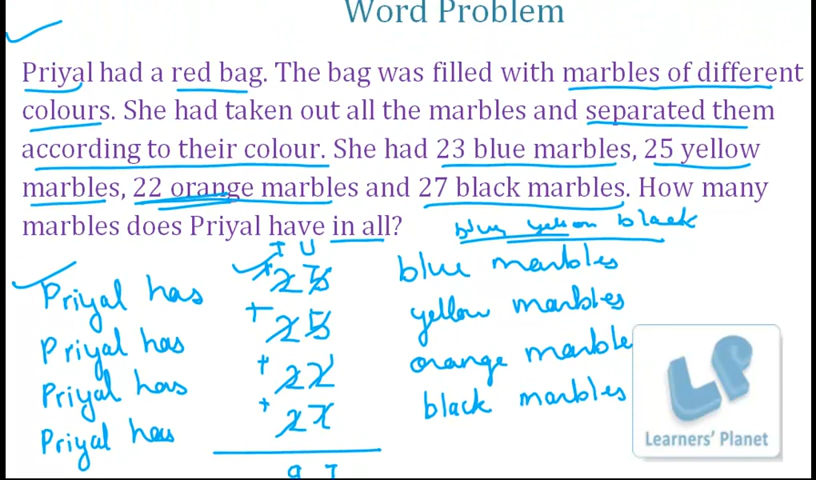 Word Problem
Priyal had a red bag. The bag was filled with marbles of different
colours. She had taken out all the marbles and separated them
according to their colour. She had 23 blue marbles, 25 yellow
marbles, 22 orange marbles and 27 black marbles. How many
marbles does Priyal have in all?
blue yellow black
T U
Priyal has + 23 blue marbles
Priyal has + 25 yellow marbles
Priyal has + 22 orange marble
Priyal has + 27 black marbles
9 7
LP
Learners' Planet